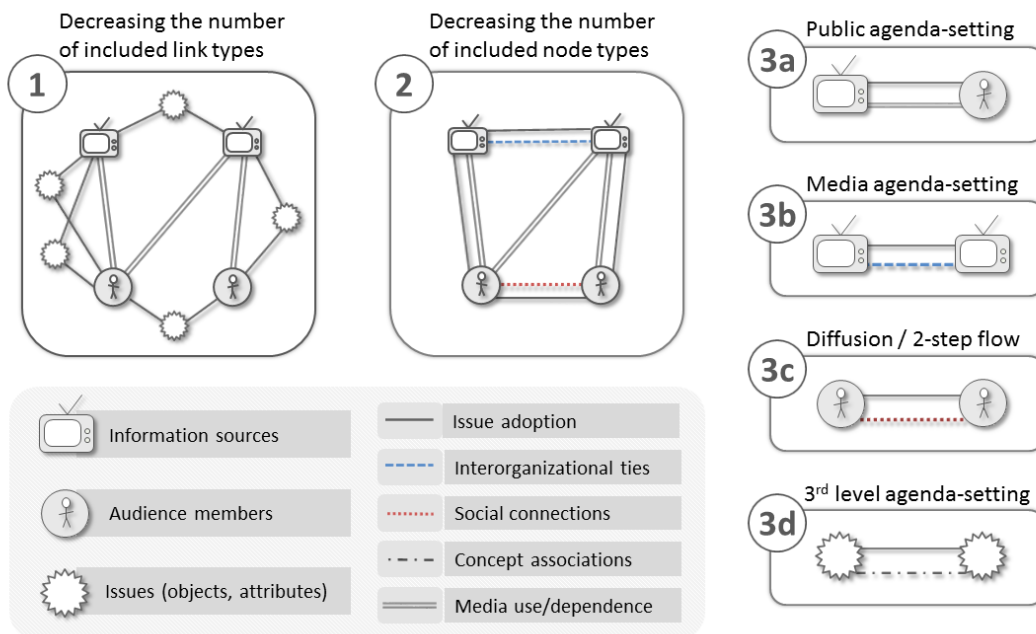 Decreasing the number
of included link types
1
Decreasing the number
of included node types
2
Public agenda-setting
3a
Media agenda-setting
3b
Diffusion / 2-step flow
3c
3rd level agenda-setting
3d
Information sources
Audience members
Issues (objects, attributes)
Issue adoption
Interorganizational ties
Social connections
Concept associations
Media use/dependence